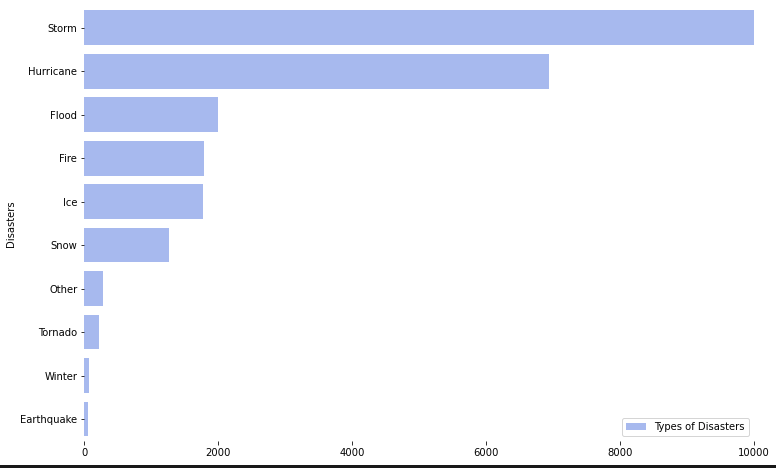 Storm
Hurricane
Flood
Fire
Ice
Snow
Other
Tornado
Winter
Earthquake
Disasters
Types of Disasters
0 2000 4000 6000 8000 10000